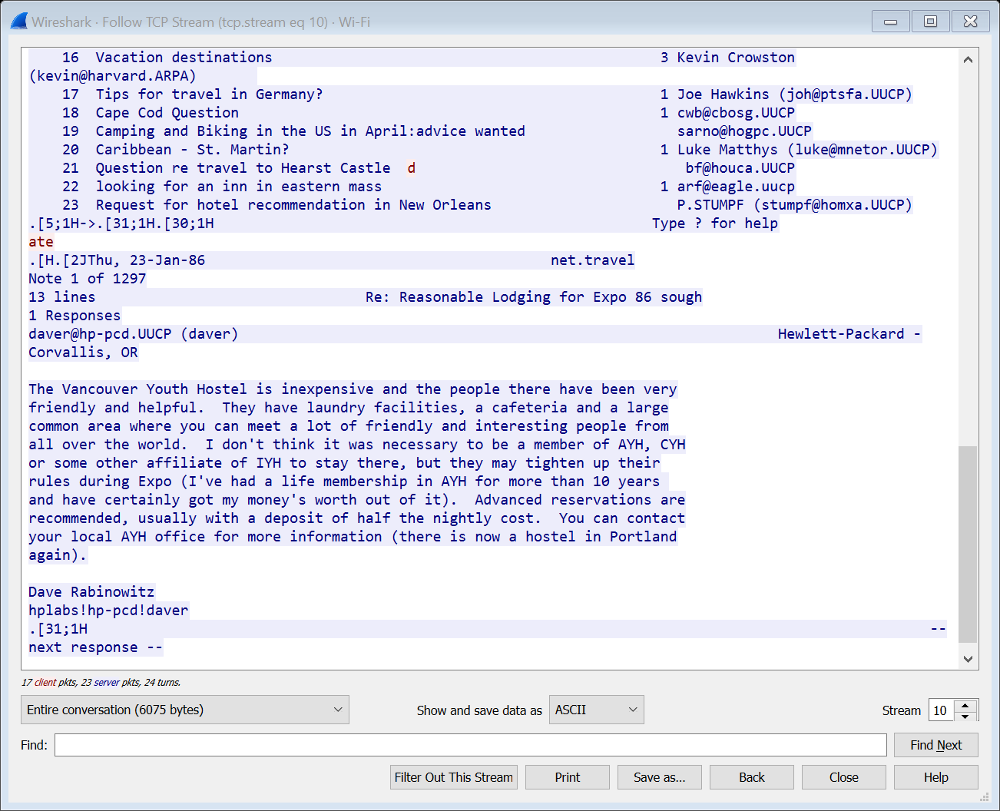 Wireshark · Follow TCP Stream (tcp.stream eq 10) · Wi-Fi
16 Vacation destinations 3 Kevin Crowston
(kevin@harvard.ARPA)
17 Tips for travel in Germany? 1 Joe Hawkins (joh@ptsfa.UUCP)
18 Cape Cod Question 1 cwb@cbosg.UUCP
19 Camping and Biking in the US in April:advice wanted sarno@hogpc.UUCP
20 Caribbean - St. Martin? 1 Luke Matthys (luke@mnetor.UUCP)
21 Question re travel to Hearst Castle d bf@houca.UUCP
22 looking for an inn in eastern mass 1 arf@eagle.uucp
23 Request for hotel recommendation in New Orleans P.STUMPF (stumpf@homxa.UUCP)
.[5;1H->.[31;1H.[30;1H Type ? for help
ate
.[H.[2JThu, 23-Jan-86 net.travel
Note 1 of 1297
13 lines Re: Reasonable Lodging for Expo 86 sough
1 Responses
daver@hp-pcd.UUCP (daver) Hewlett-Packard -
Corvallis, OR
The Vancouver Youth Hostel is inexpensive and the people there have been very
friendly and helpful. They have laundry facilities, a cafeteria and a large
common area where you can meet a lot of friendly and interesting people from
all over the world. I don't think it was necessary to be a member of AYH, CYH
or some other affiliate of IYH to stay there, but they may tighten up their
rules during Expo (I've had a life membership in AYH for more than 10 years
and have certainly got my money's worth out of it). Advanced reservations are
recommended, usually with a deposit of half the nightly cost. You can contact
your local AYH office for more information (there is now a hostel in Portland
again).
Dave Rabinowitz
hplabs!hp-pcd!daver
.[31;1H --
next response --
17 client pkts, 23 server pkts, 24 turns.
Entire conversation (6075 bytes) Show and save data as ASCII Stream 10
Find: Find Next
Filter Out This Stream Print Save as... Back Close Help